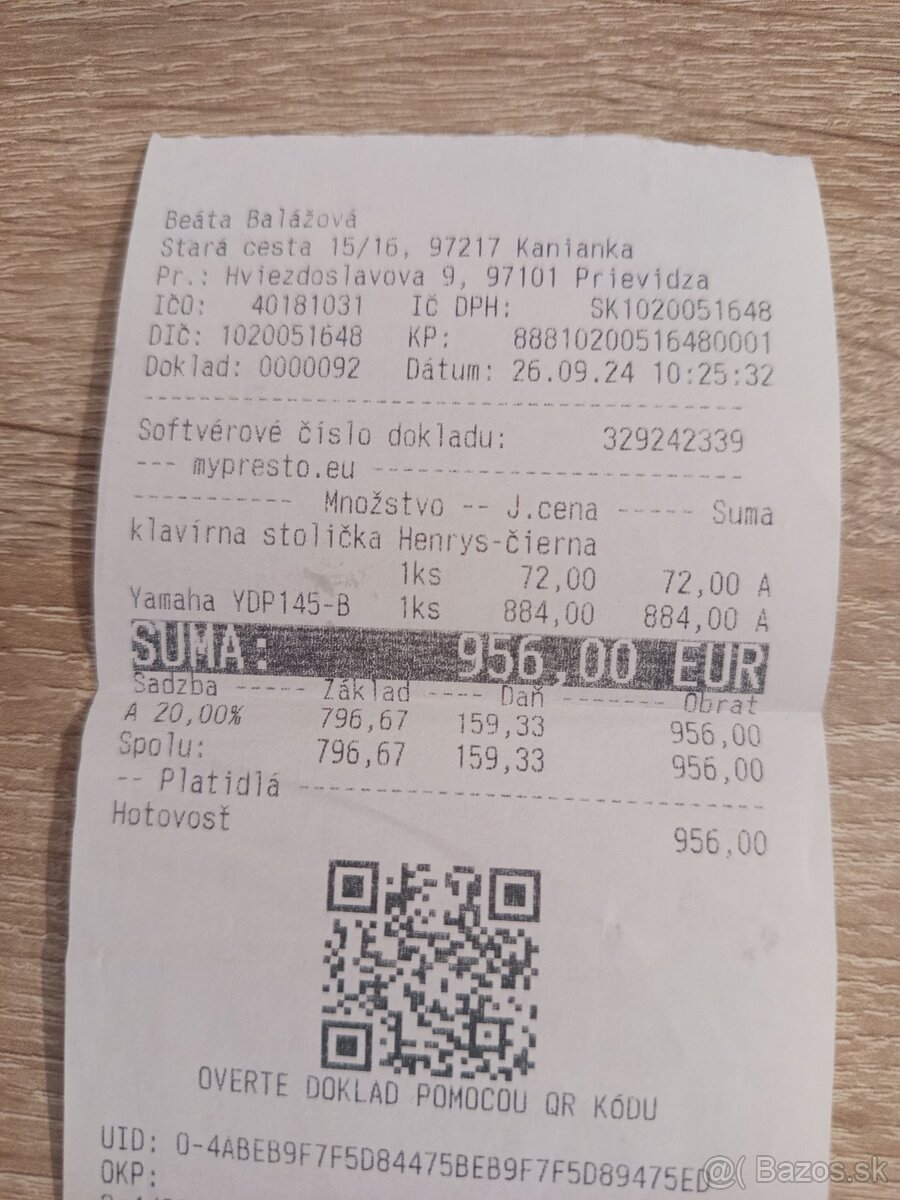 Beáta Balážová
Stará cesta 15/16, 97217 Kanianka
Pr.: Hviezdoslavova 9, 97101 Prievidza
IČO: 40181031 IČ DPH: SK1020051648
DIČ: 1020051648 KP: 88810200516480001
Doklad: 0000092 Dátum: 26.09.24 10:25:32
Softvérové číslo dokladu: 329242339
--- mypresto.eu ---
----------- Množstvo -- J.cena ----- Suma
klavírna stolička Henrys-čierna
1ks 72,00 72,00 A
Yamaha YDP145-B 1ks 884,00 884,00 A
SUMA: 956,00 EUR
Sadzba ----- Základ ---- Daň ------- Obrat
A 20,00% 796,67 159,33 956,00
Spolu: 796,67 159,33 956,00
-- Platidlá ---
Hotovosť 956,00
OVERTE DOKLAD POMOCOU QR KÓDU
UID: O-4ABEB9F7F5D84475BEB9F7F5D89475ED
OKP:
@( Bazos.sk